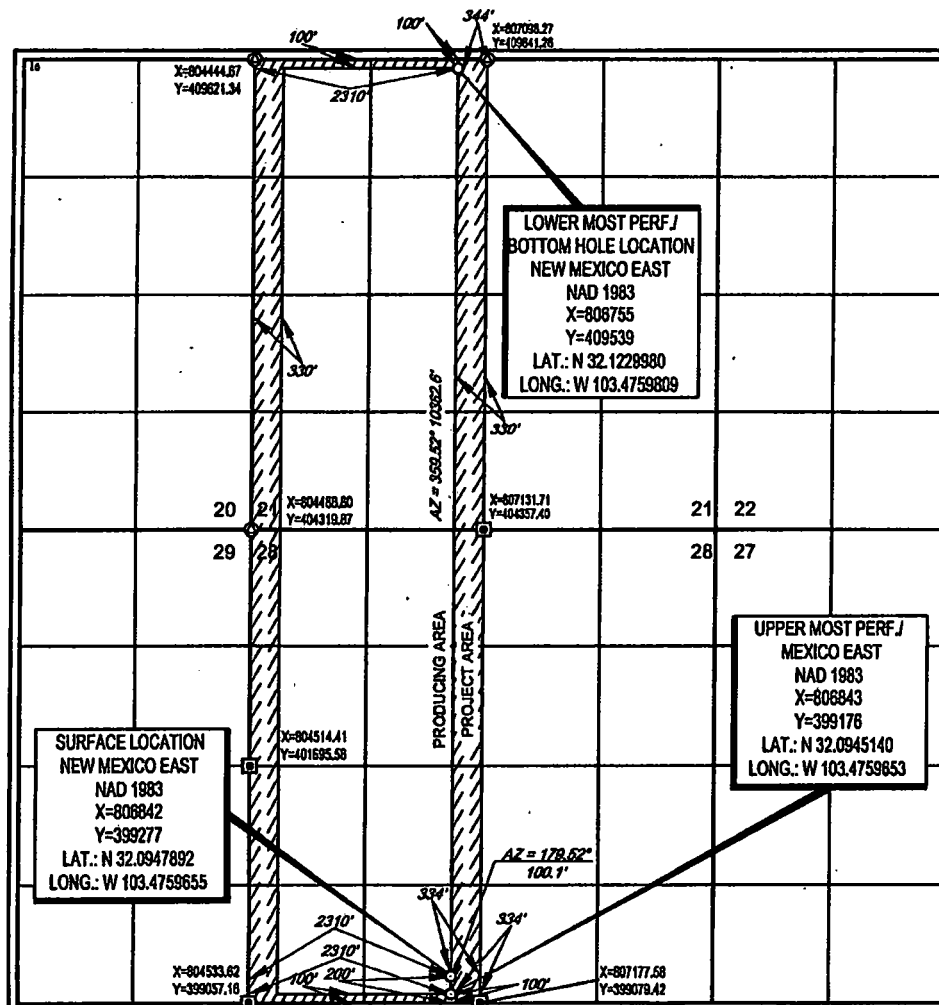 100'
100'
344'
X=807098.27
Y=409641.26
16
X=804444.67
Y=409621.34
2310'
LOWER MOST PERF./
BOTTOM HOLE LOCATION
NEW MEXICO EAST
NAD 1983
X=806755
Y=409539
LAT.: N 32.1228980
LONG.: W 103.4759809
330'
330'
AZ = 359.52° 10362.6'
20 21
29 28
X=804488.80
Y=404319.87
X=807131.71
Y=404357.40
21 22
28 27
PRODUCING AREA
PROJECT AREA
UPPER MOST PERF./
MEXICO EAST
NAD 1983
X=806843
Y=399176
LAT.: N 32.0945140
LONG.: W 103.4759653
X=804514.41
Y=401695.58
SURFACE LOCATION
NEW MEXICO EAST
NAD 1983
X=806842
Y=399277
LAT.: N 32.0947892
LONG.: W 103.4759655
AZ = 179.52°
100.1'
334'
334'
2310'
2310'
200'
100'
100'
X=804533.62
Y=399057.16
X=807177.58
Y=399079.42